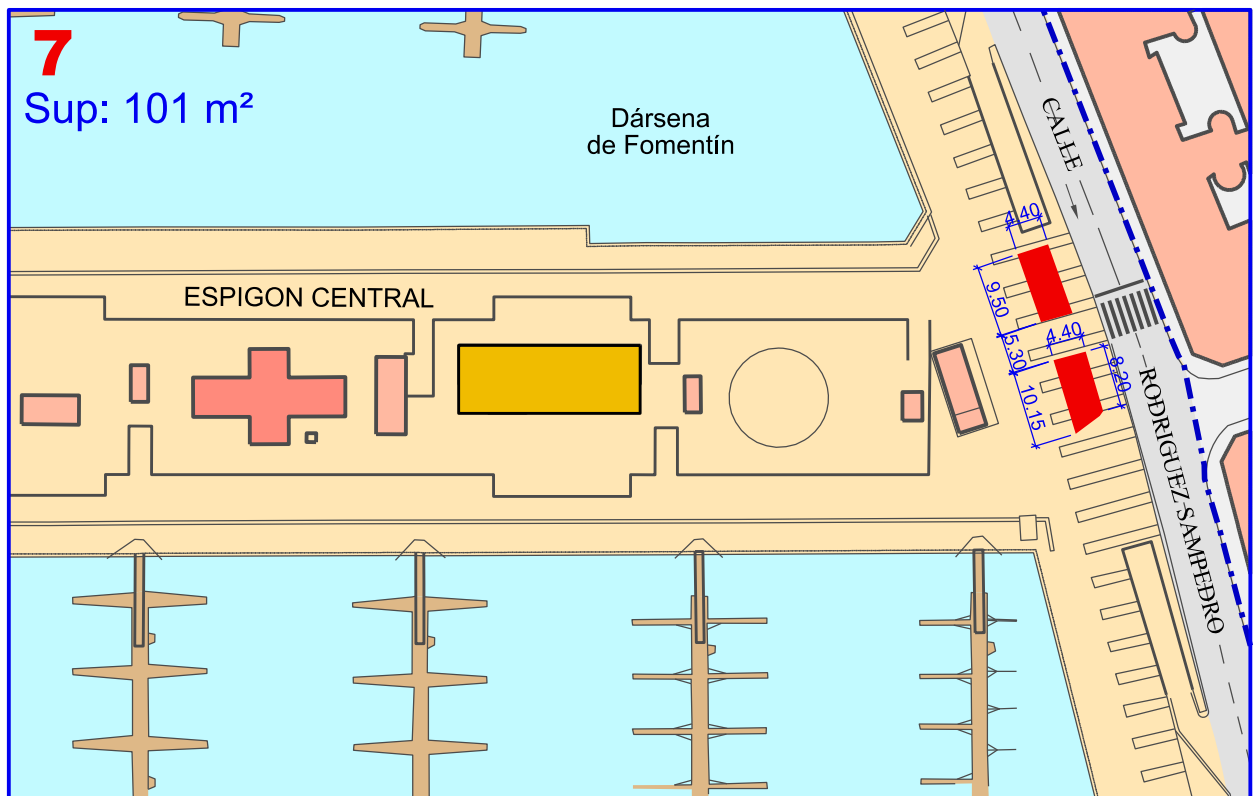 7
Sup: 101 m²
Dársena
de Fomentín
CALLE
4.40
ESPIGON CENTRAL
9.50
5.30
4.40
8.20
10.15
RODRIGUEZ SAMPEDRO